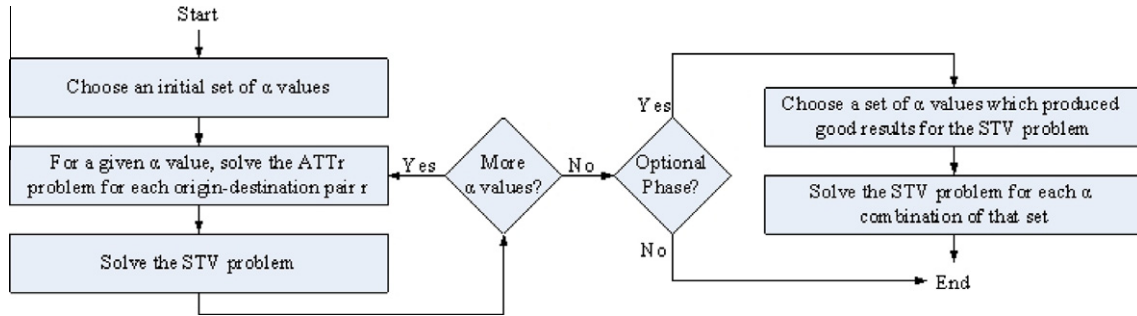 Start
Choose an initial set of α values
For a given α value, solve the ATTr
problem for each origin-destination pair r
Solve the STV problem
Yes
More
α values?
No
Yes
Optional
Phase?
No
Choose a set of α values which produced
good results for the STV problem
Solve the STV problem for each α
combination of that set
End